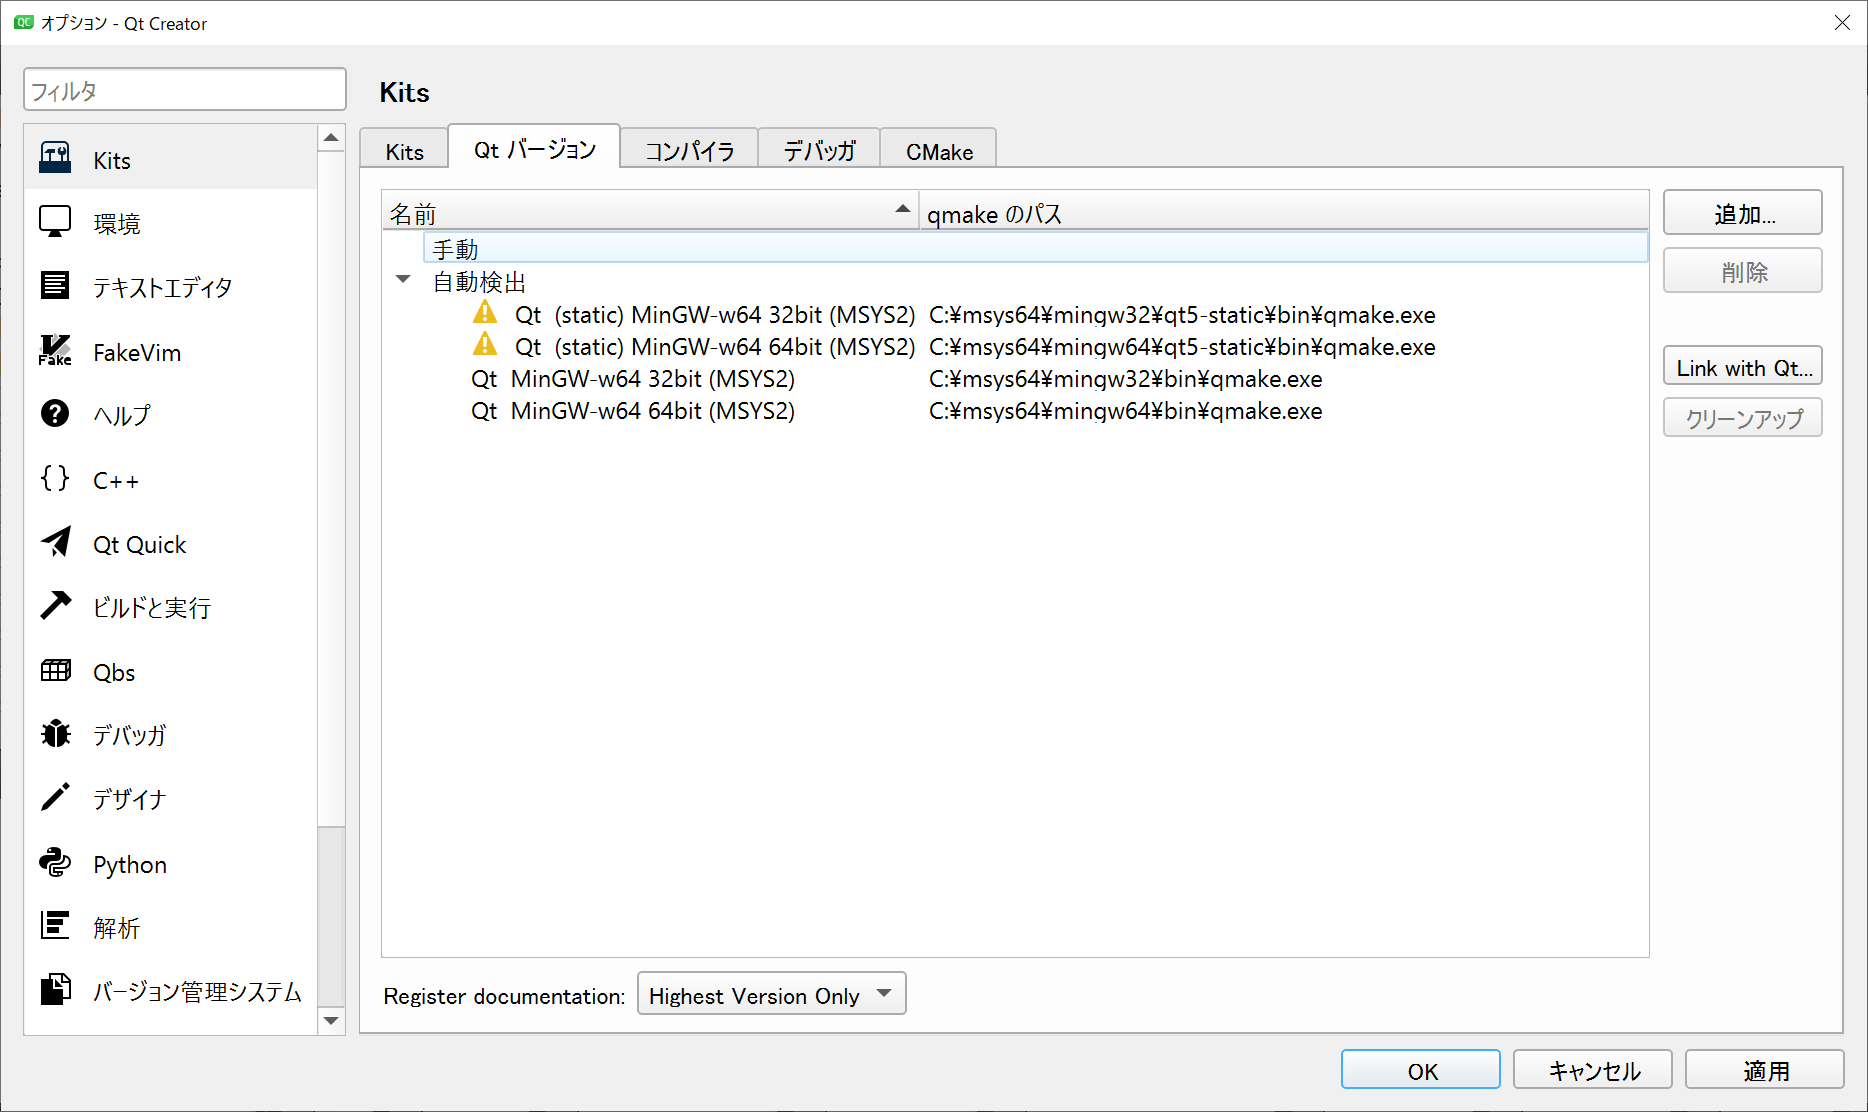 オプション - Qt Creator
フィルタ
Kits
環境
テキストエディタ
FakeVim
ヘルプ
C++
Qt Quick
ビルドと実行
Qbs
デバッガ
デザイナ
Python
解析
バージョン管理システム
Kits
Kits Qt バージョン コンパイラ デバッガ CMake
名前 qmake のパス
手動
自動検出
Qt (static) MinGW-w64 32bit (MSYS2) C:¥msys64¥mingw32¥qt5-static¥bin¥qmake.exe
Qt (static) MinGW-w64 64bit (MSYS2) C:¥msys64¥mingw64¥qt5-static¥bin¥qmake.exe
Qt MinGW-w64 32bit (MSYS2) C:¥msys64¥mingw32¥bin¥qmake.exe
Qt MinGW-w64 64bit (MSYS2) C:¥msys64¥mingw64¥bin¥qmake.exe
追加...
削除
Link with Qt...
クリーンアップ
Register documentation: Highest Version Only
OK キャンセル 適用